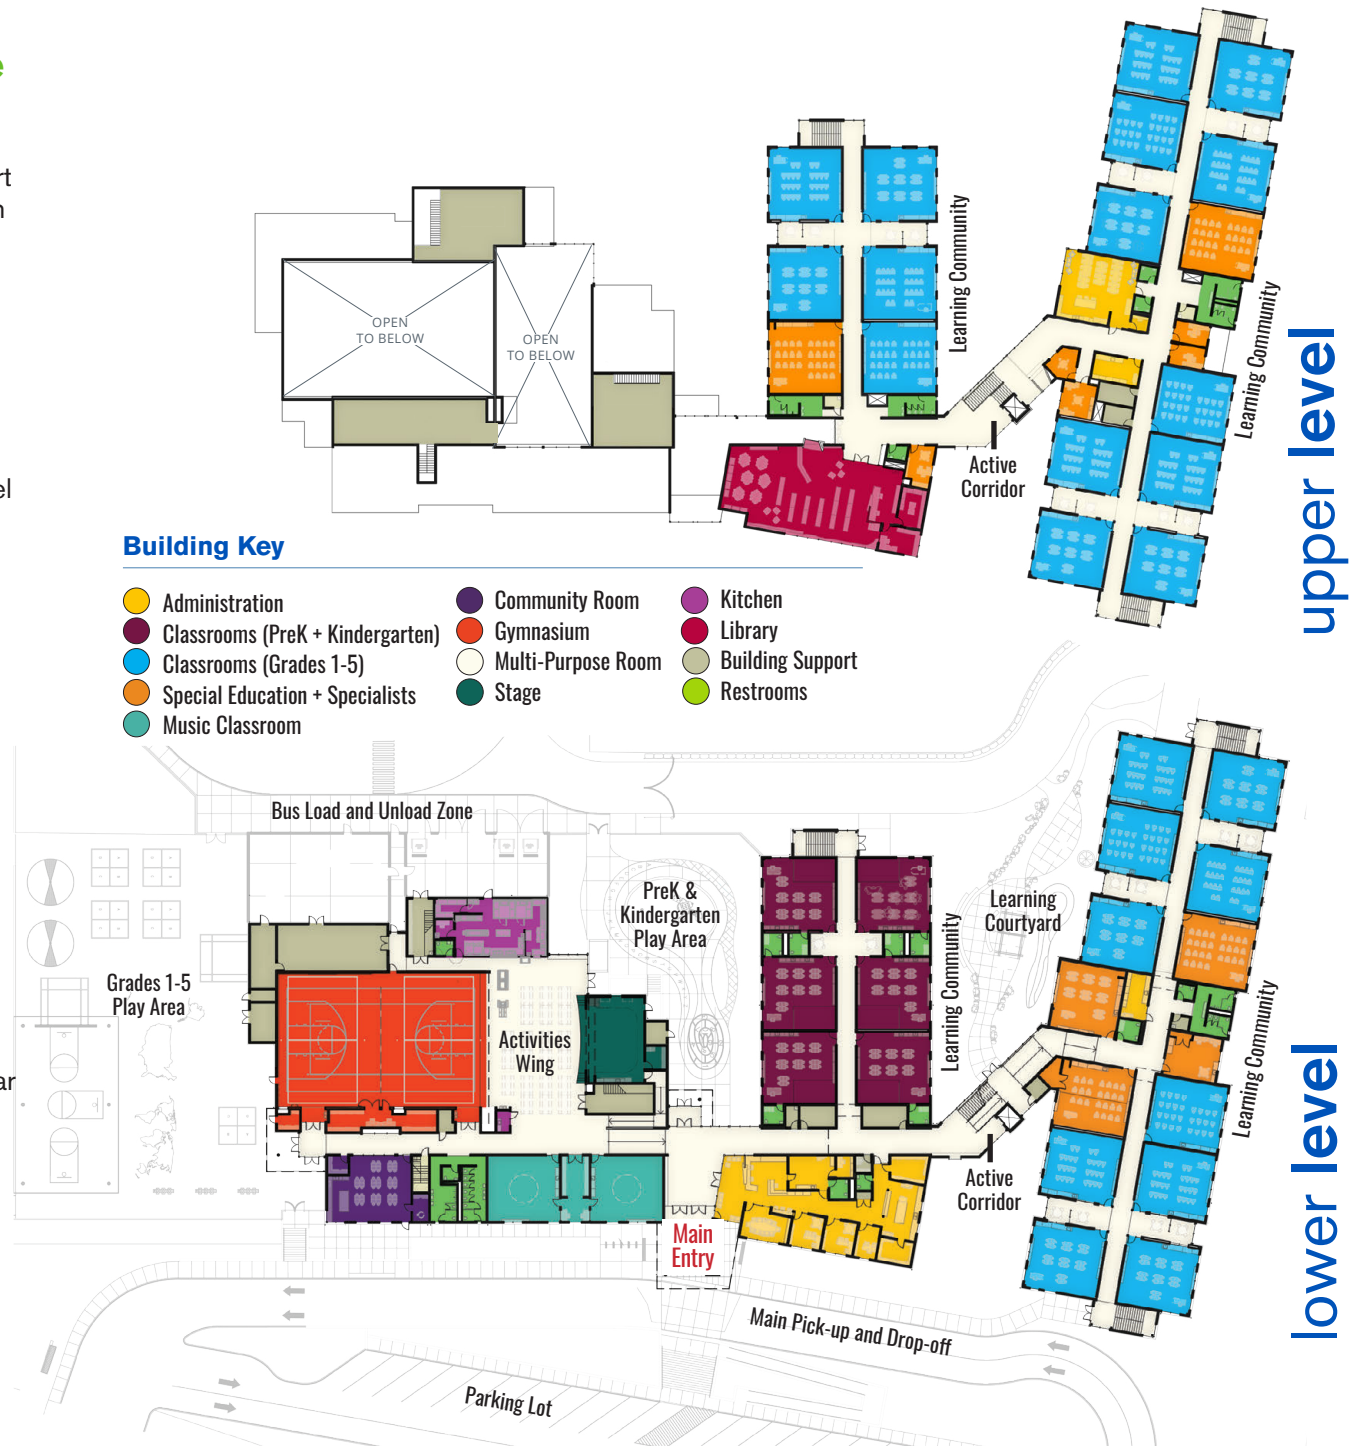 e
rt
n
el
ar
OPEN
TO BELOW
OPEN
TO BELOW
Learning Community
Learning Community
Active
Corridor
upper level
Building Key
Administration
Classrooms (PreK + Kindergarten)
Classrooms (Grades 1-5)
Special Education + Specialists
Music Classroom
Community Room
Gymnasium
Multi-Purpose Room
Stage
Kitchen
Library
Building Support
Restrooms
Bus Load and Unload Zone
PreK &
Kindergarten
Play Area
Learning
Courtyard
Grades 1-5
Play Area
Activities
Wing
Learning Community
Learning Community
Active
Corridor
Main
Entry
Main Pick-up and Drop-off
Parking Lot
lower level